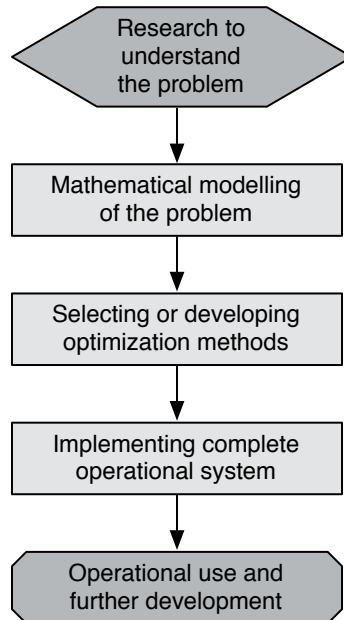 Research to
understand
the problem
Mathematical modelling
of the problem
Selecting or developing
optimization methods
Implementing complete
operational system
Operational use and
further development